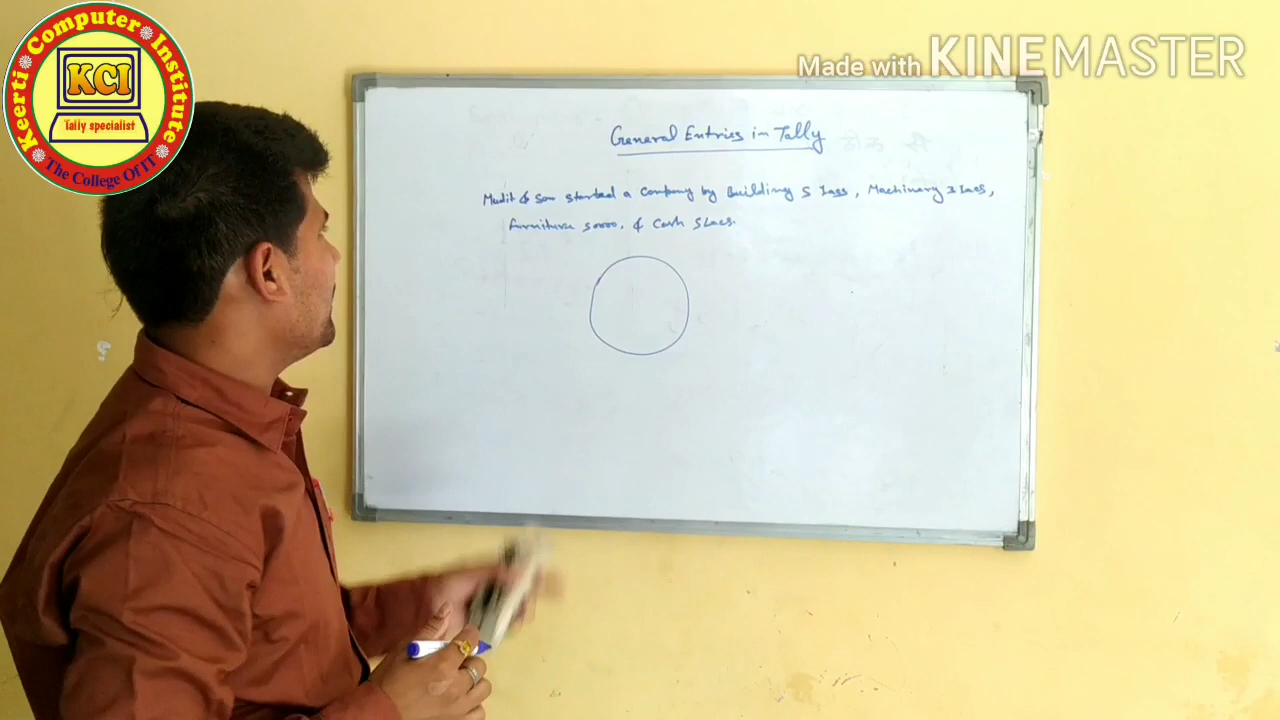 Keerti Computer Institute
KCI
Tally specialist
The College Of IT
Made with KINEMASTER
General Entries in Tally
Mudit & Son started a Company by Building 5 lacs, Machinery 3 Lacs,
furniture 50000, & Cash 5 Lacs.